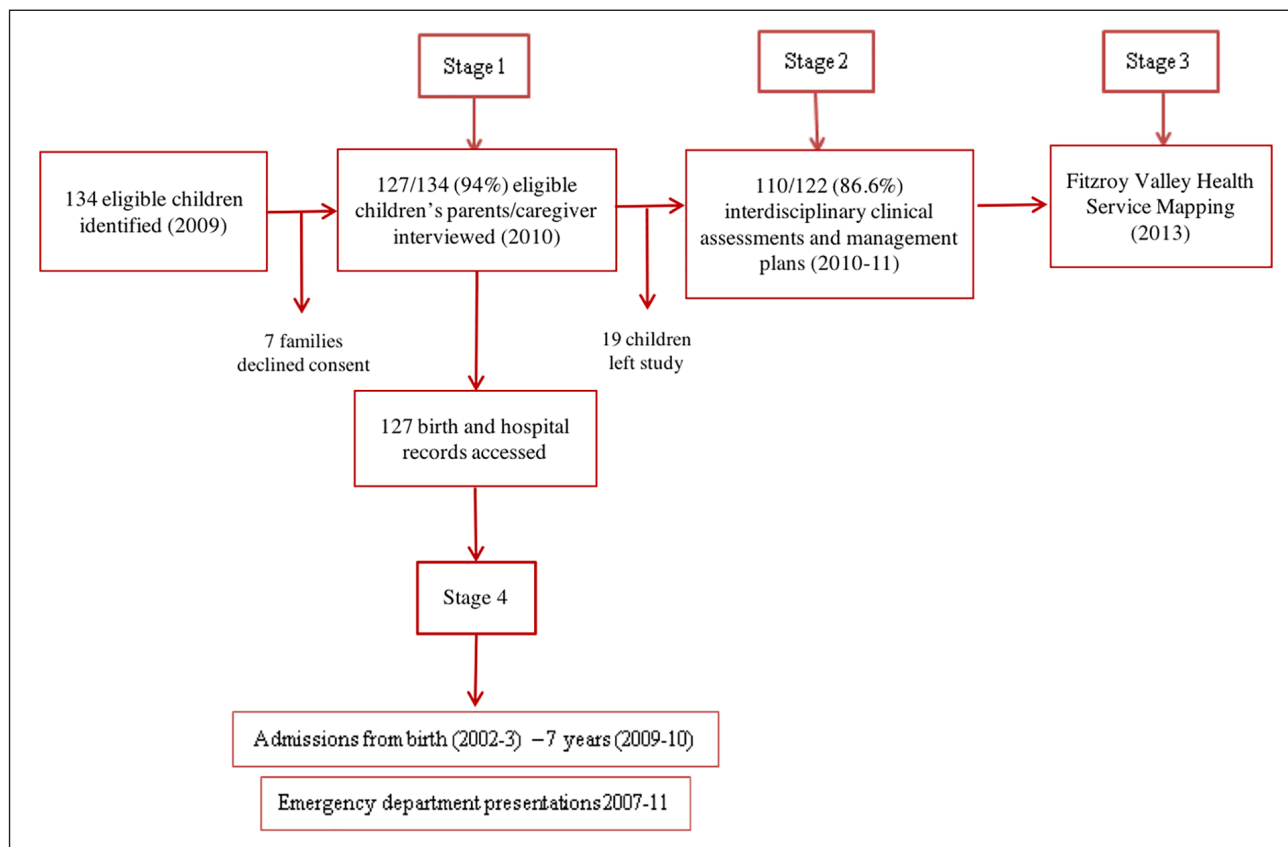 Stage 1
Stage 2
Stage 3
134 eligible children
identified (2009)
127/134 (94%) eligible
children’s parents/caregiver
interviewed (2010)
110/122 (86.6%)
interdisciplinary clinical
assessments and management
plans (2010-11)
Fitzroy Valley Health
Service Mapping
(2013)
7 families
declined consent
19 children
left study
127 birth and hospital
records accessed
Stage 4
Admissions from birth (2002-3) –7 years (2009-10)
Emergency department presentations 2007-11